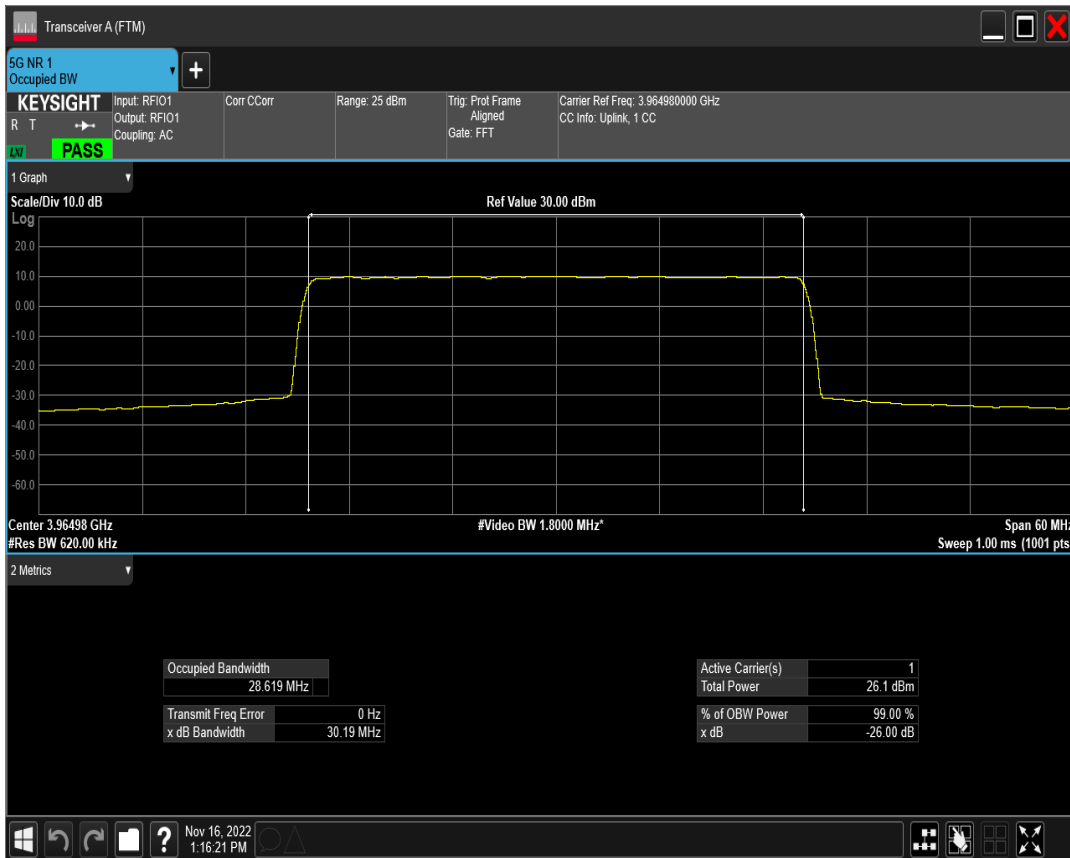 Transceiver A (FTM)
5G NR 1
Occupied BW
+
KEYSIGHT
R T
LXI
PASS
Input: RFIO1
Output: RFIO1
Coupling: AC
Corr CCorr
Range: 25 dBm
Trig: Prot Frame
Aligned
Gate: FFT
Carrier Ref Freq: 3.964980000 GHz
CC Info: Uplink, 1 CC
1 Graph
Scale/Div 10.0 dB
Ref Value 30.00 dBm
Log
20.0
10.0
0.00
-10.0
-20.0
-30.0
-40.0
-50.0
-60.0
Center 3.96498 GHz
#Video BW 1.8000 MHz*
Span 60 MHz
#Res BW 620.00 kHz
Sweep 1.00 ms (1001 pts
2 Metrics
Occupied Bandwidth
28.619 MHz
Transmit Freq Error 0 Hz
x dB Bandwidth 30.19 MHz
Active Carrier(s) 1
Total Power 26.1 dBm
% of OBW Power 99.00 %
x dB -26.00 dB
?
Nov 16, 2022
1:16:21 PM